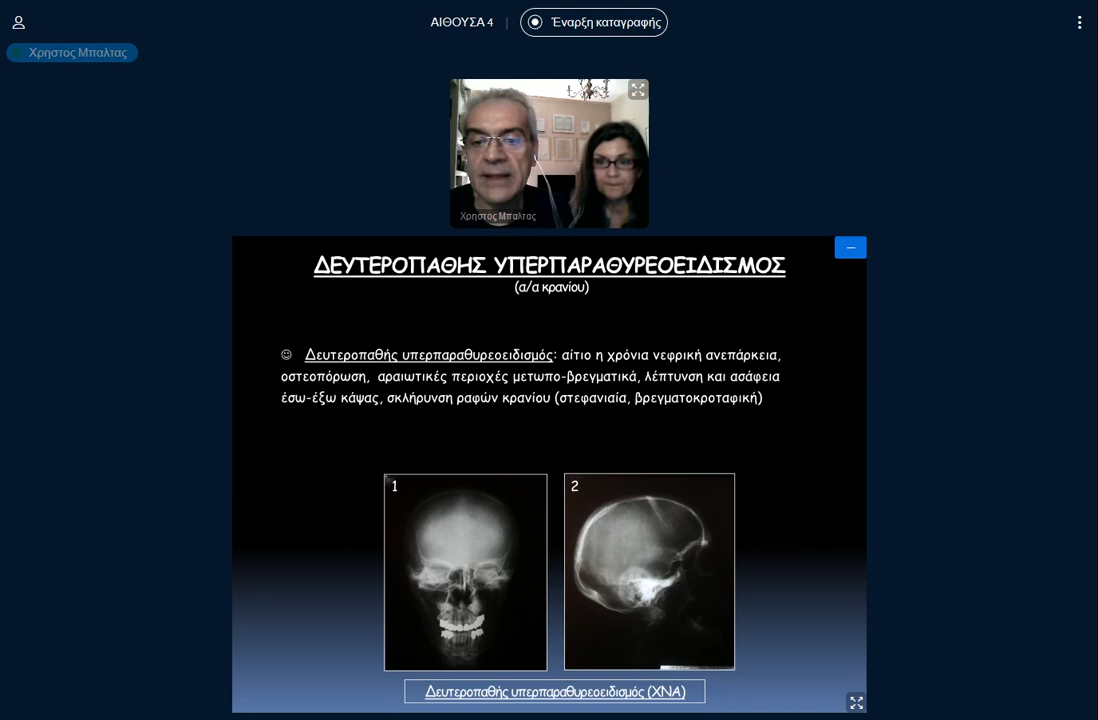 ΑΙΘΟΥΣΑ 4
Έναρξη καταγραφής
Χρηστος Μπαλτας
Χρηστος Μπαλτας
ΔΕΥΤΕΡΟΠΑΘΗΣ ΥΠΕΡΠΑΡΑΘΥΡΕΟΕΙΔΙΣΜΟΣ
(α/α κρανίου)
☺ Δευτεροπαθής υπερπαραθυρεοειδισμός: αίτιο η χρόνια νεφρική ανεπάρκεια,
οστεοπόρωση, αραιωτικές περιοχές μετωπο-βρεγματικά, λέπτυνση και ασάφεια
έσω-έξω κάψας, σκλήρυνση ραφών κρανίου (στεφανιαία, βρεγματοκροταφική)
1
2
Δευτεροπαθής υπερπαραθυρεοειδισμός (ΧΝΑ)